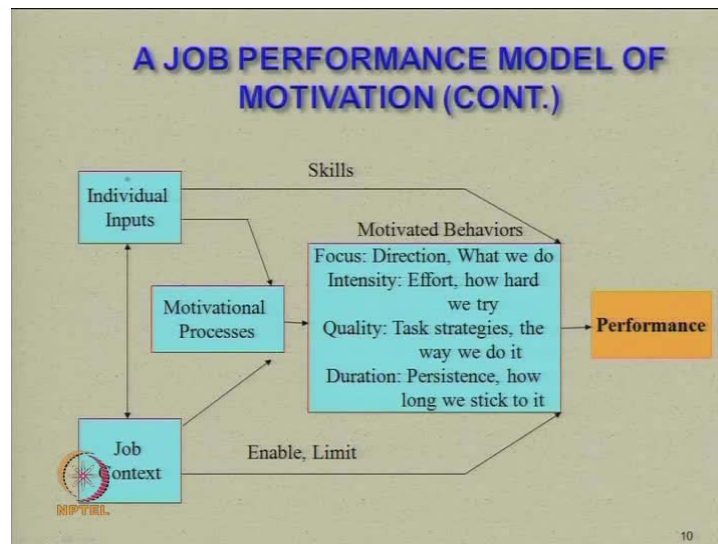 A JOB PERFORMANCE MODEL OF
MOTIVATION (CONT.)
Skills
Individual
Inputs
Motivated Behaviors
Focus: Direction, What we do
Intensity: Effort, how hard
we try
Quality: Task strategies, the
way we do it
Duration: Persistence, how
long we stick to it
Motivational
Processes
Performance
Job
Context
Enable, Limit
NPTEL
10